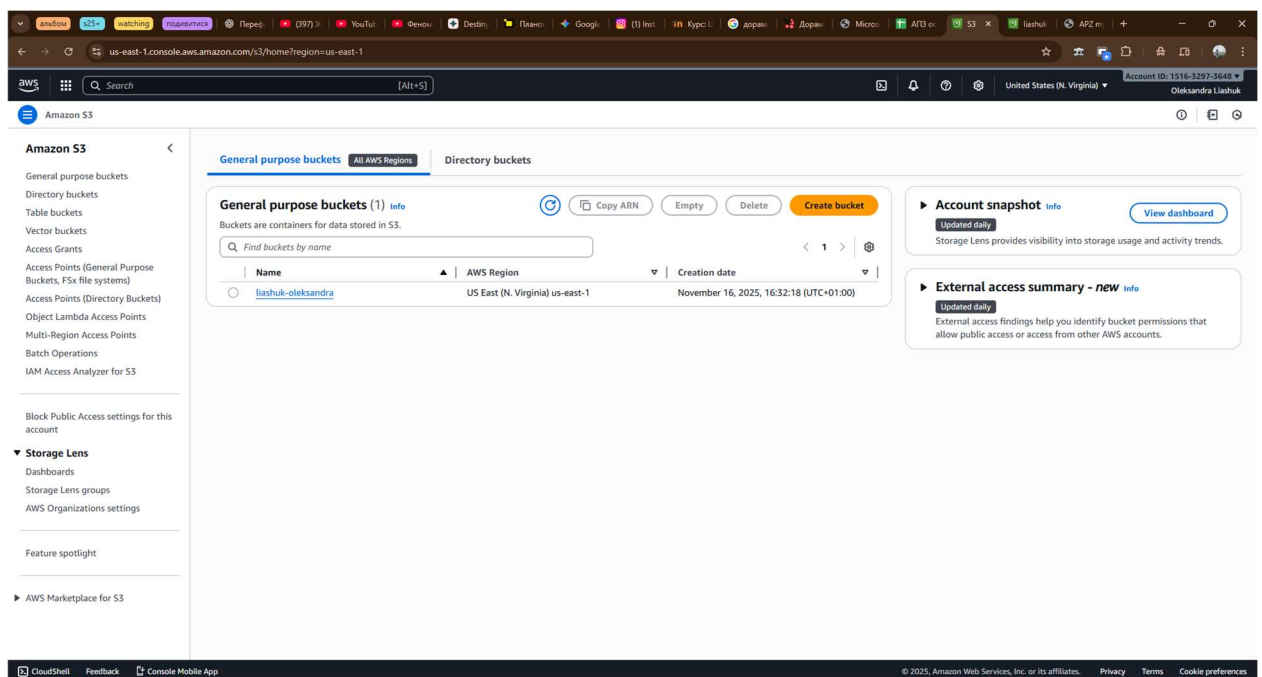 альбом s25+ watching подивитися Переф (397) YouTub Феном Destiny Планов Google (1) Inst Курс: L дорам Дорам Micros АПЗ ос S3 liashuk APZ my
us-east-1.console.aws.amazon.com/s3/home?region=us-east-1
aws Search [Alt+S] United States (N. Virginia) Account ID: 1516-3297-3648
Oleksandra Liashuk
Amazon S3
Amazon S3
General purpose buckets
Directory buckets
Table buckets
Vector buckets
Access Grants
Access Points (General Purpose
Buckets, FSx file systems)
Access Points (Directory Buckets)
Object Lambda Access Points
Multi-Region Access Points
Batch Operations
IAM Access Analyzer for S3
Block Public Access settings for this
account
Storage Lens
Dashboards
Storage Lens groups
AWS Organizations settings
Feature spotlight
AWS Marketplace for S3
General purpose buckets All AWS Regions Directory buckets
General purpose buckets (1) Info Copy ARN Empty Delete Create bucket
Buckets are containers for data stored in S3.
Find buckets by name 1
Name AWS Region Creation date
liashuk-oleksandra US East (N. Virginia) us-east-1 November 16, 2025, 16:32:18 (UTC+01:00)
Account snapshot Info View dashboard
Updated daily
Storage Lens provides visibility into storage usage and activity trends.
External access summary - new Info
Updated daily
External access findings help you identify bucket permissions that
allow public access or access from other AWS accounts.
CloudShell Feedback Console Mobile App © 2025, Amazon Web Services, Inc. or its affiliates. Privacy Terms Cookie preferences